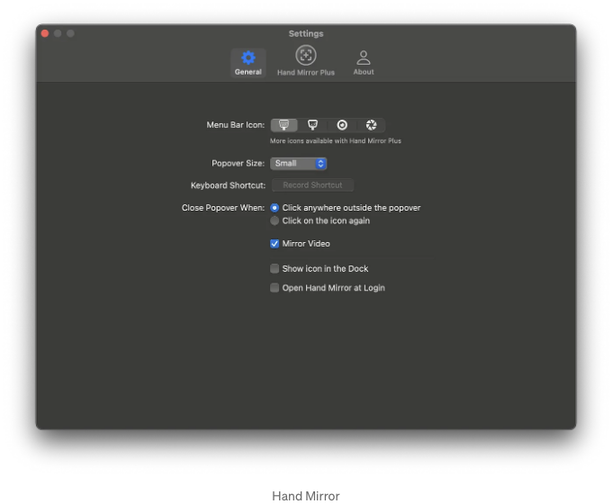 Settings
General
Hand Mirror Plus
About
Menu Bar Icon:
More icons available with Hand Mirror Plus
Popover Size: Small
Keyboard Shortcut: Record Shortcut
Close Popover When: Click anywhere outside the popover
Click on the icon again
Mirror Video
Show icon in the Dock
Open Hand Mirror at Login
Hand Mirror